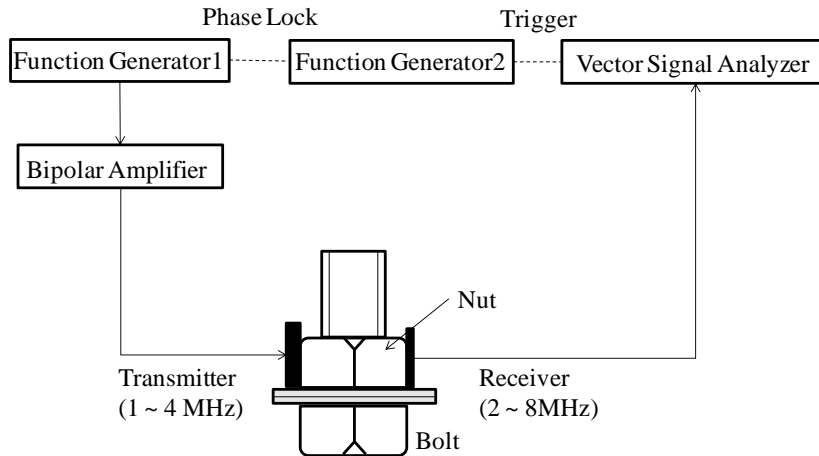 Phase Lock
Trigger
Function Generator1
Function Generator2
Vector Signal Analyzer
Bipolar Amplifier
Nut
Transmitter
(1 ~ 4 MHz)
Receiver
(2 ~ 8MHz)
Bolt